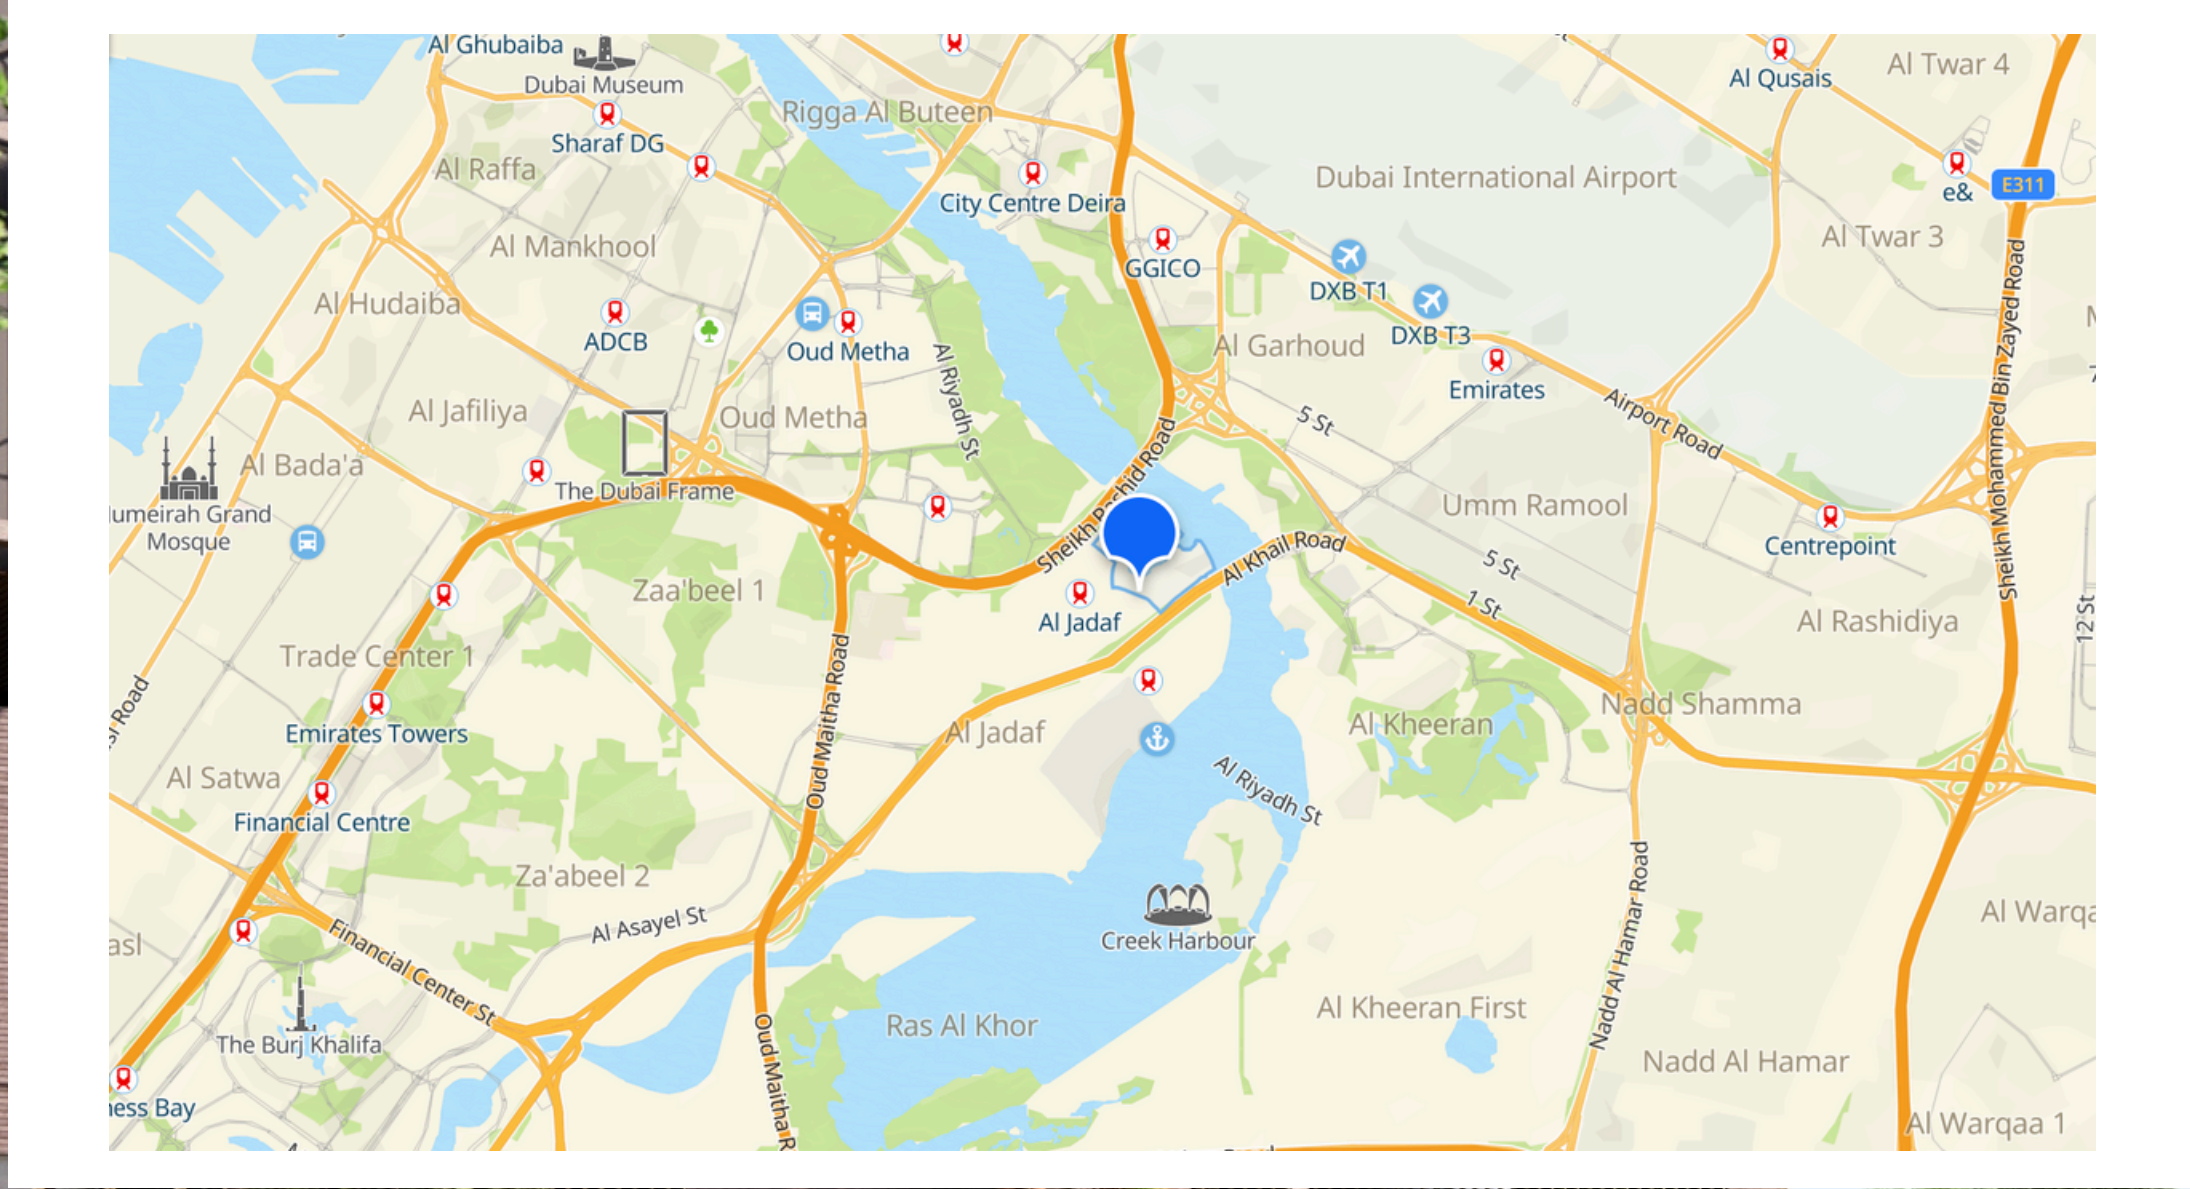 Al Ghubaiba
Dubai Museum
Al Qusais
Al Twar 4
Rigga Al Buteen
Sharaf DG
Al Raffa
Dubai International Airport
E311
e&
City Centre Deira
Al Twar 3
Al Mankhool
GGICO
DXB T1
Al Hudaiba
ADCB
Oud Metha
Al Riyadh St
Al Garhoud
DXB T3
Emirates
Sheikh Mohammed Bin Zayed Road
Al Jafiliya
Oud Metha
5 St
Airport Road
Al Bada'a
The Dubai Frame
Umm Ramool
Grand
Mosque
Sheikh
Road
Al Khail Road
Centrepoint
5 St
Zaa'beel 1
Al Jadaf
1 St
Al Rashidiya
12 St
Trade Center 1
Oud Maitha Road
Road
Emirates Towers
Al Jadaf
Al Kheeran
Nadd Shamma
Al Satwa
Al Riyadh St
Financial Centre
Za'abeel 2
Al Asayel St
Creek Harbour
Nadd Al Hamar Road
Al
Financial Center St
The Burj Khalifa
Ras Al Khor
Al Kheeran First
Oud Maitha R
Nadd Al Hamar
Bay
Al Warqaa 1